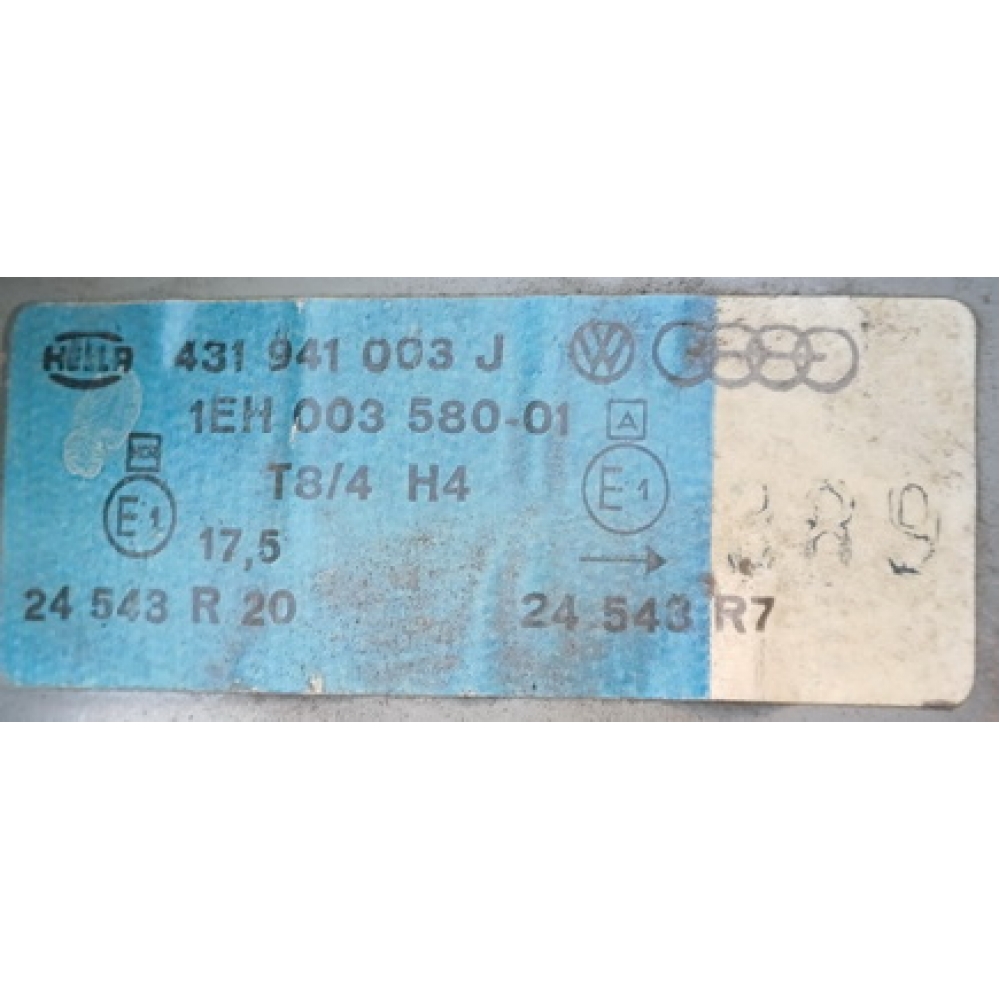 HELLA 431 941 003 J VW
1EH 003 580-01 A
T8/4 H4
E1 E1
17,5
24 543 R 20 24 543 R7